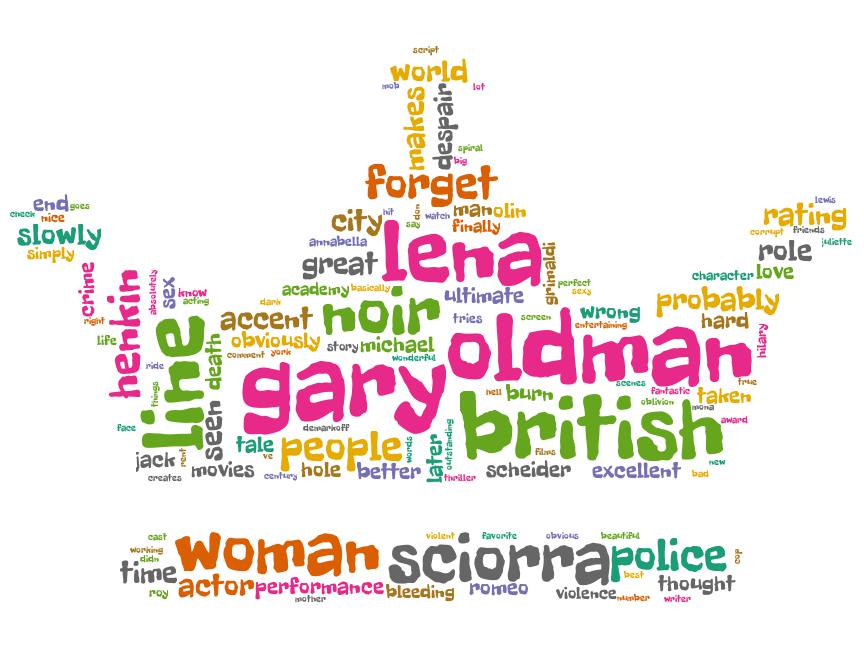 script
world
mob
lot
makes
despair
spiral
big
forget
end
goes
check
nice
slowly
simply
lewis
rating
corrupt
friends
juliette
role
love
character
city
hit
don
say
watch
man
olin
finally
annabella
great
lena
grimaldi
perfect
sexy
crime
right
life
henkin
absolutely
sex
know
acting
academy
basically
dark
noir
ultimate
probably
hard
wrong
entertaining
accent
obviously
comment
york
story
michael
wonderful
tries
screen
oldman
hilary
true
line
death
ride
things
gary
hell
burn
scenes
fantastic
oblivion
taken
mona
award
face
seen
demarkoff
british
jack
creates
rent
movies
tale
ve
century
people
hole
words
better
later
outstanding
thriller
scheider
films
excellent
bad
new
cast
working
didn
time
roy
woman
actor
performance
mother
sciorra
violent
favorite
obvious
beautiful
police
cop
best
thought
bleeding
romeo
violence
number
writer